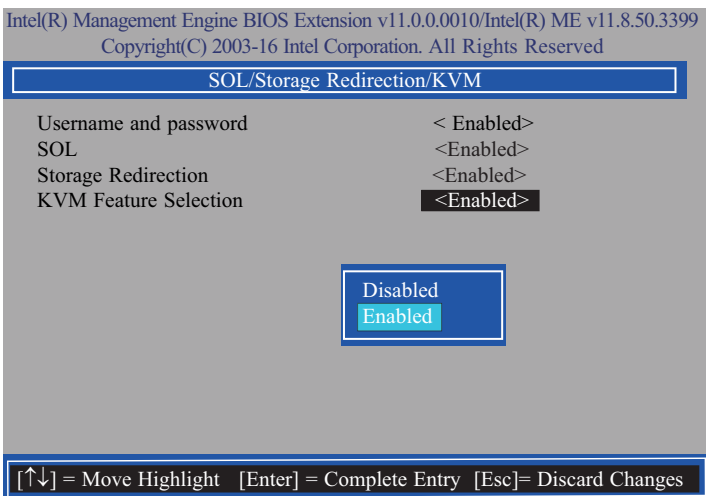 Intel(R) Management Engine BIOS Extension v11.0.0.0010/Intel(R) ME v11.8.50.3399
Copyright(C) 2003-16 Intel Corporation. All Rights Reserved
SOL/Storage Redirection/KVM
Username and password < Enabled>
SOL <Enabled>
Storage Redirection <Enabled>
KVM Feature Selection <Enabled>
Disabled
Enabled
[↑↓] = Move Highlight [Enter] = Complete Entry [Esc]= Discard Changes